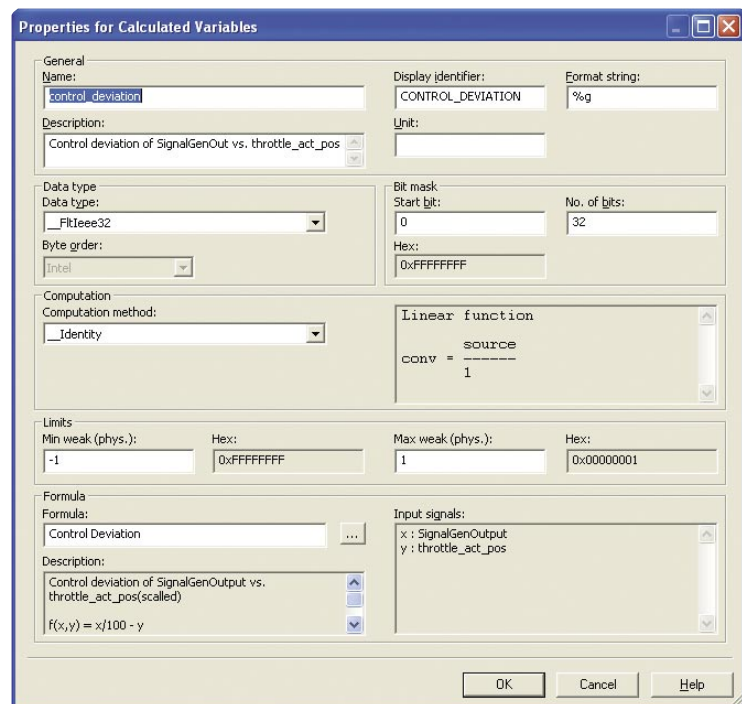 Properties for Calculated Variables
General
Name:
control_deviation
Display identifier:
CONTROL_DEVIATION
Format string:
%g
Description:
Control deviation of SignalGenOut vs. throttle_act_pos
Unit:
Data type
Data type:
__FltIeee32
Byte order:
Intel
Bit mask
Start bit:
0
No. of bits:
32
Hex:
0xFFFFFFFF
Computation
Computation method:
__Identity
Linear function
source
conv = ------
1
Limits
Min weak (phys.):
-1
Hex:
0xFFFFFFFF
Max weak (phys.):
1
Hex:
0x00000001
Formula
Formula:
Control Deviation
...
Description:
Control deviation of SignalGenOutput vs.
throttle_act_pos(scalled)
f(x,y) = x/100 - y
Input signals:
x : SignalGenOutput
y : throttle_act_pos
OK
Cancel
Help